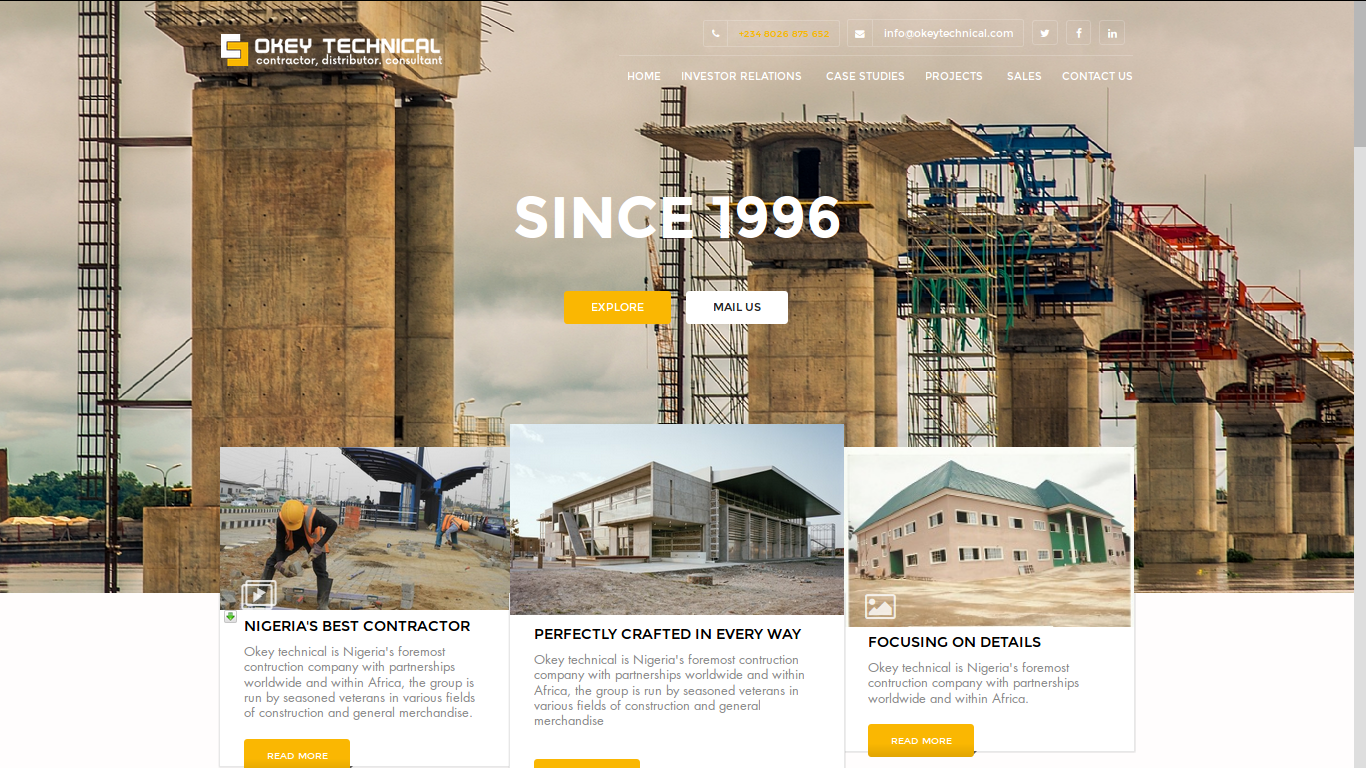 OKEY TECHNICAL
contractor, distributor. consultant
info@okeytechnical.com
HOME INVESTOR RELATIONS CASE STUDIES PROJECTS SALES CONTACT US
SINCE 1996
EXPLORE MAIL US
NIGERIA'S BEST CONTRACTOR
Okey technical is Nigeria's foremost
contruction company with partnerships
worldwide and within Africa, the group is
run by seasoned veterans in various fields
of construction and general merchandise.
READ MORE
PERFECTLY CRAFTED IN EVERY WAY
Okey technical is Nigeria's foremost contruction
company with partnerships worldwide and within
Africa, the group is run by seasoned veterans in
various fields of construction and general
merchandise
FOCUSING ON DETAILS
Okey technical is Nigeria's foremost
contruction company with partnerships
worldwide and within Africa.
READ MORE